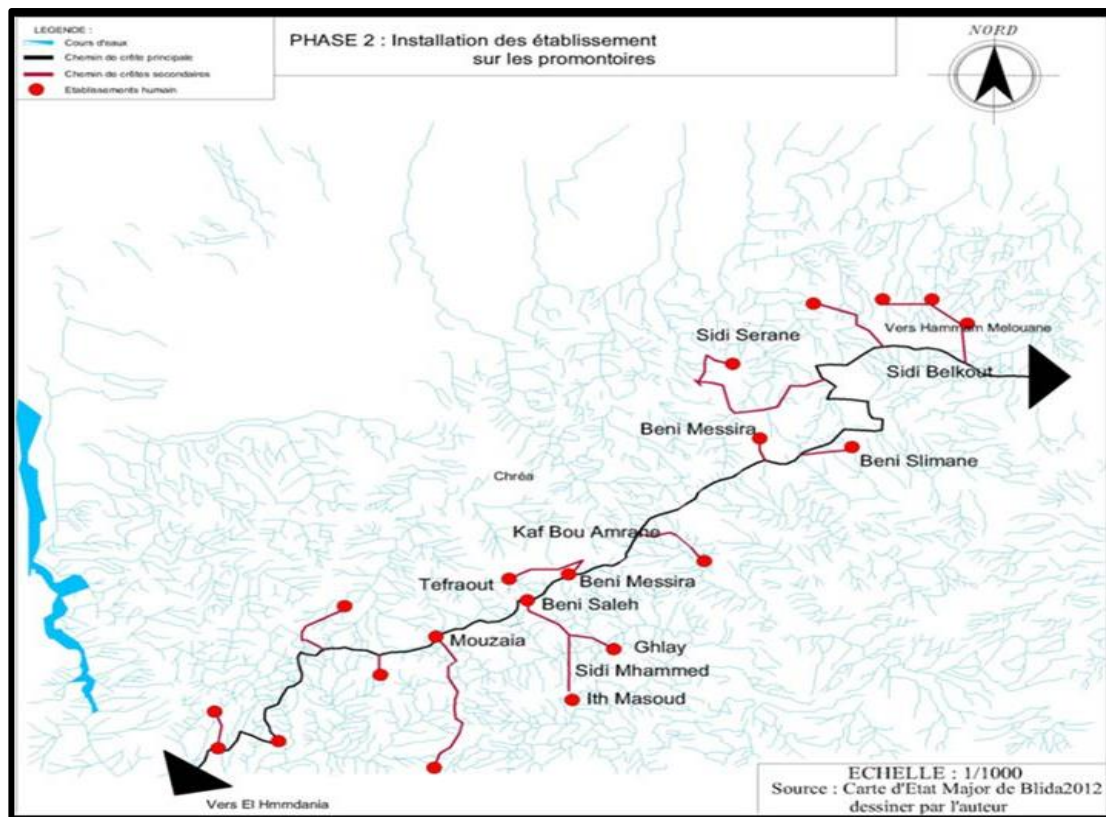 LEGENDE :
Cours d'eaux
Chemin de crête principale
Chemin de crêtes secondaires
Etablissements humain
PHASE 2 : Installation des établissement
sur les promontoires
NORD
Vers Hammam Melouane
Sidi Serane
Sidi Belkout
Beni Messira
Beni Slimane
Chréa
Kaf Bou Amrane
Tefraout
Beni Messira
Beni Saleh
Mouzaia
Ghlay
Sidi Mhammed
Ith Masoud
Vers El Hmmdania
ECHELLE : 1/1000
Source : Carte d'Etat Major de Blida2012
dessiner par l'auteur